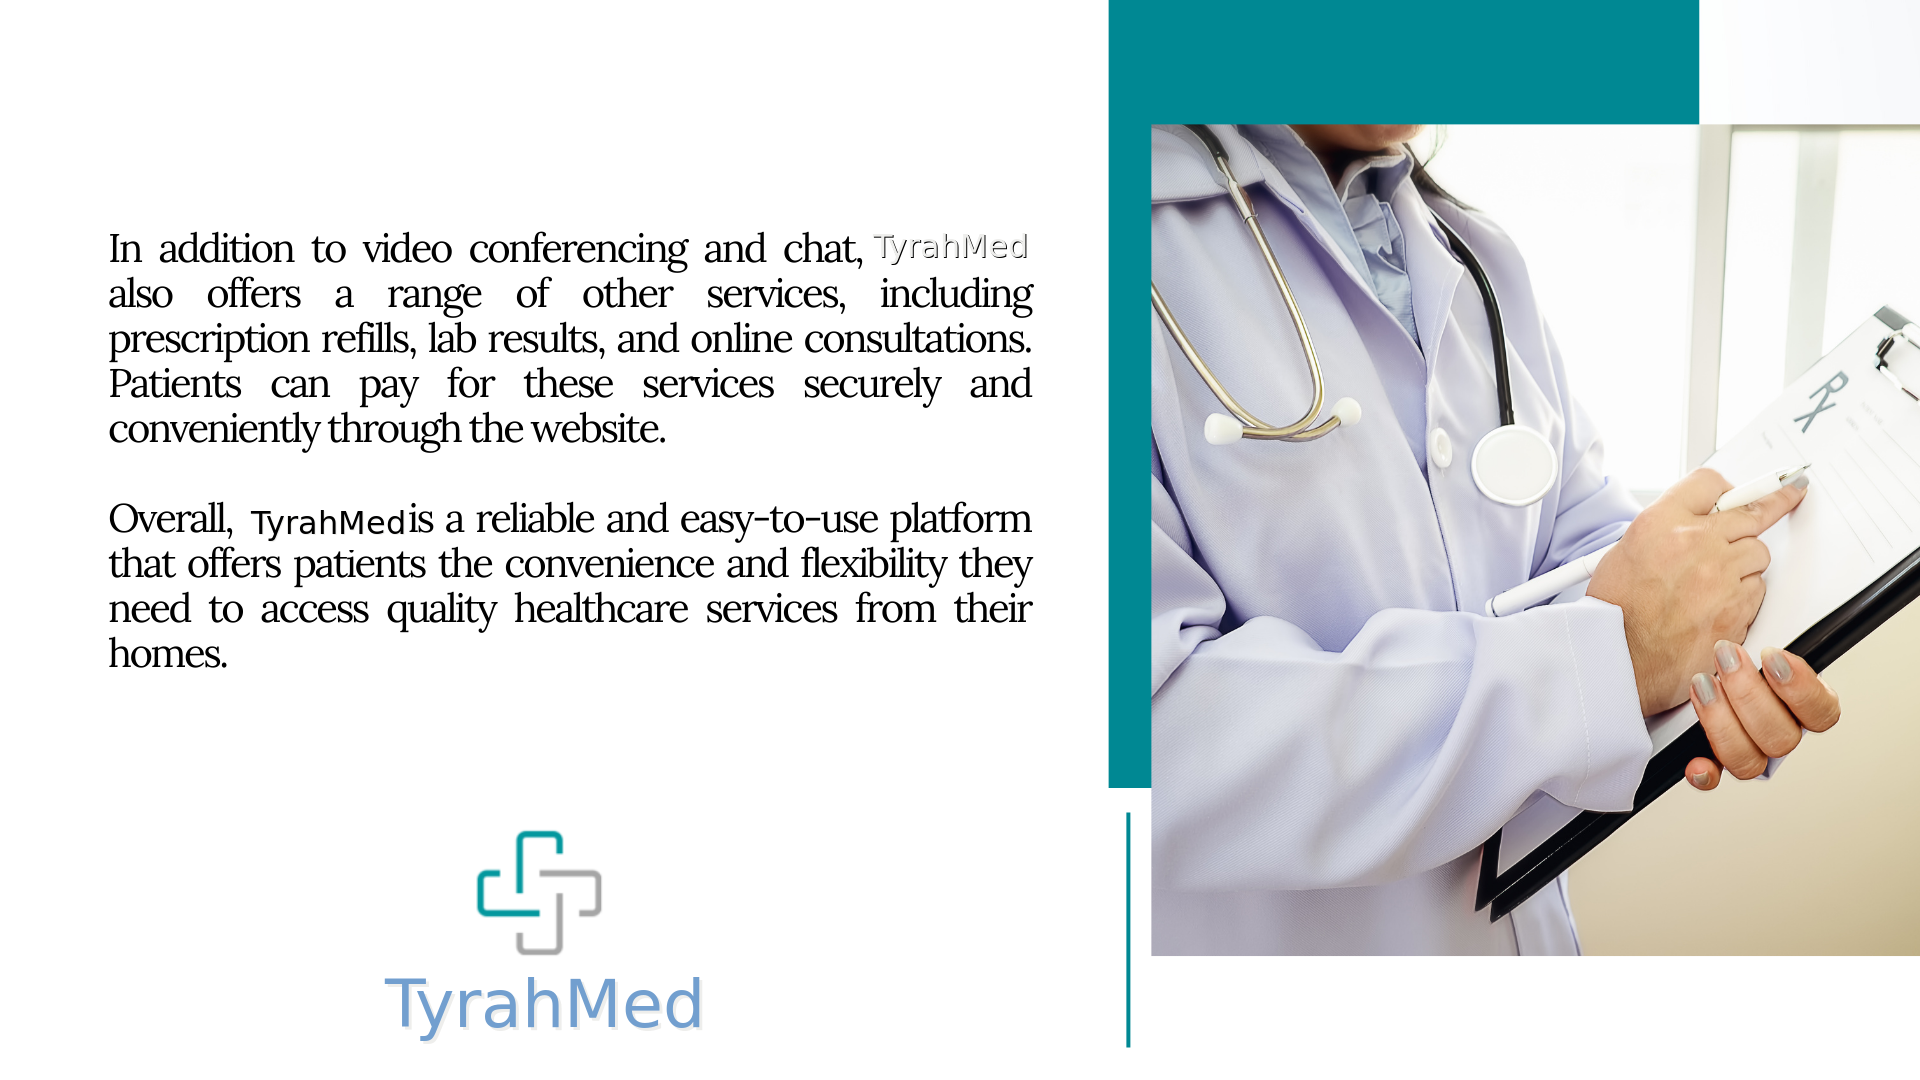 In addition to video conferencing and chat, TyrahMed
also offers a range of other services, including
prescription refills, lab results, and online consultations.
Patients can pay for these services securely and
conveniently through the website.
Overall, TyrahMed is a reliable and easy-to-use platform
that offers patients the convenience and flexibility they
need to access quality healthcare services from their
homes.
Rx
TyrahMed